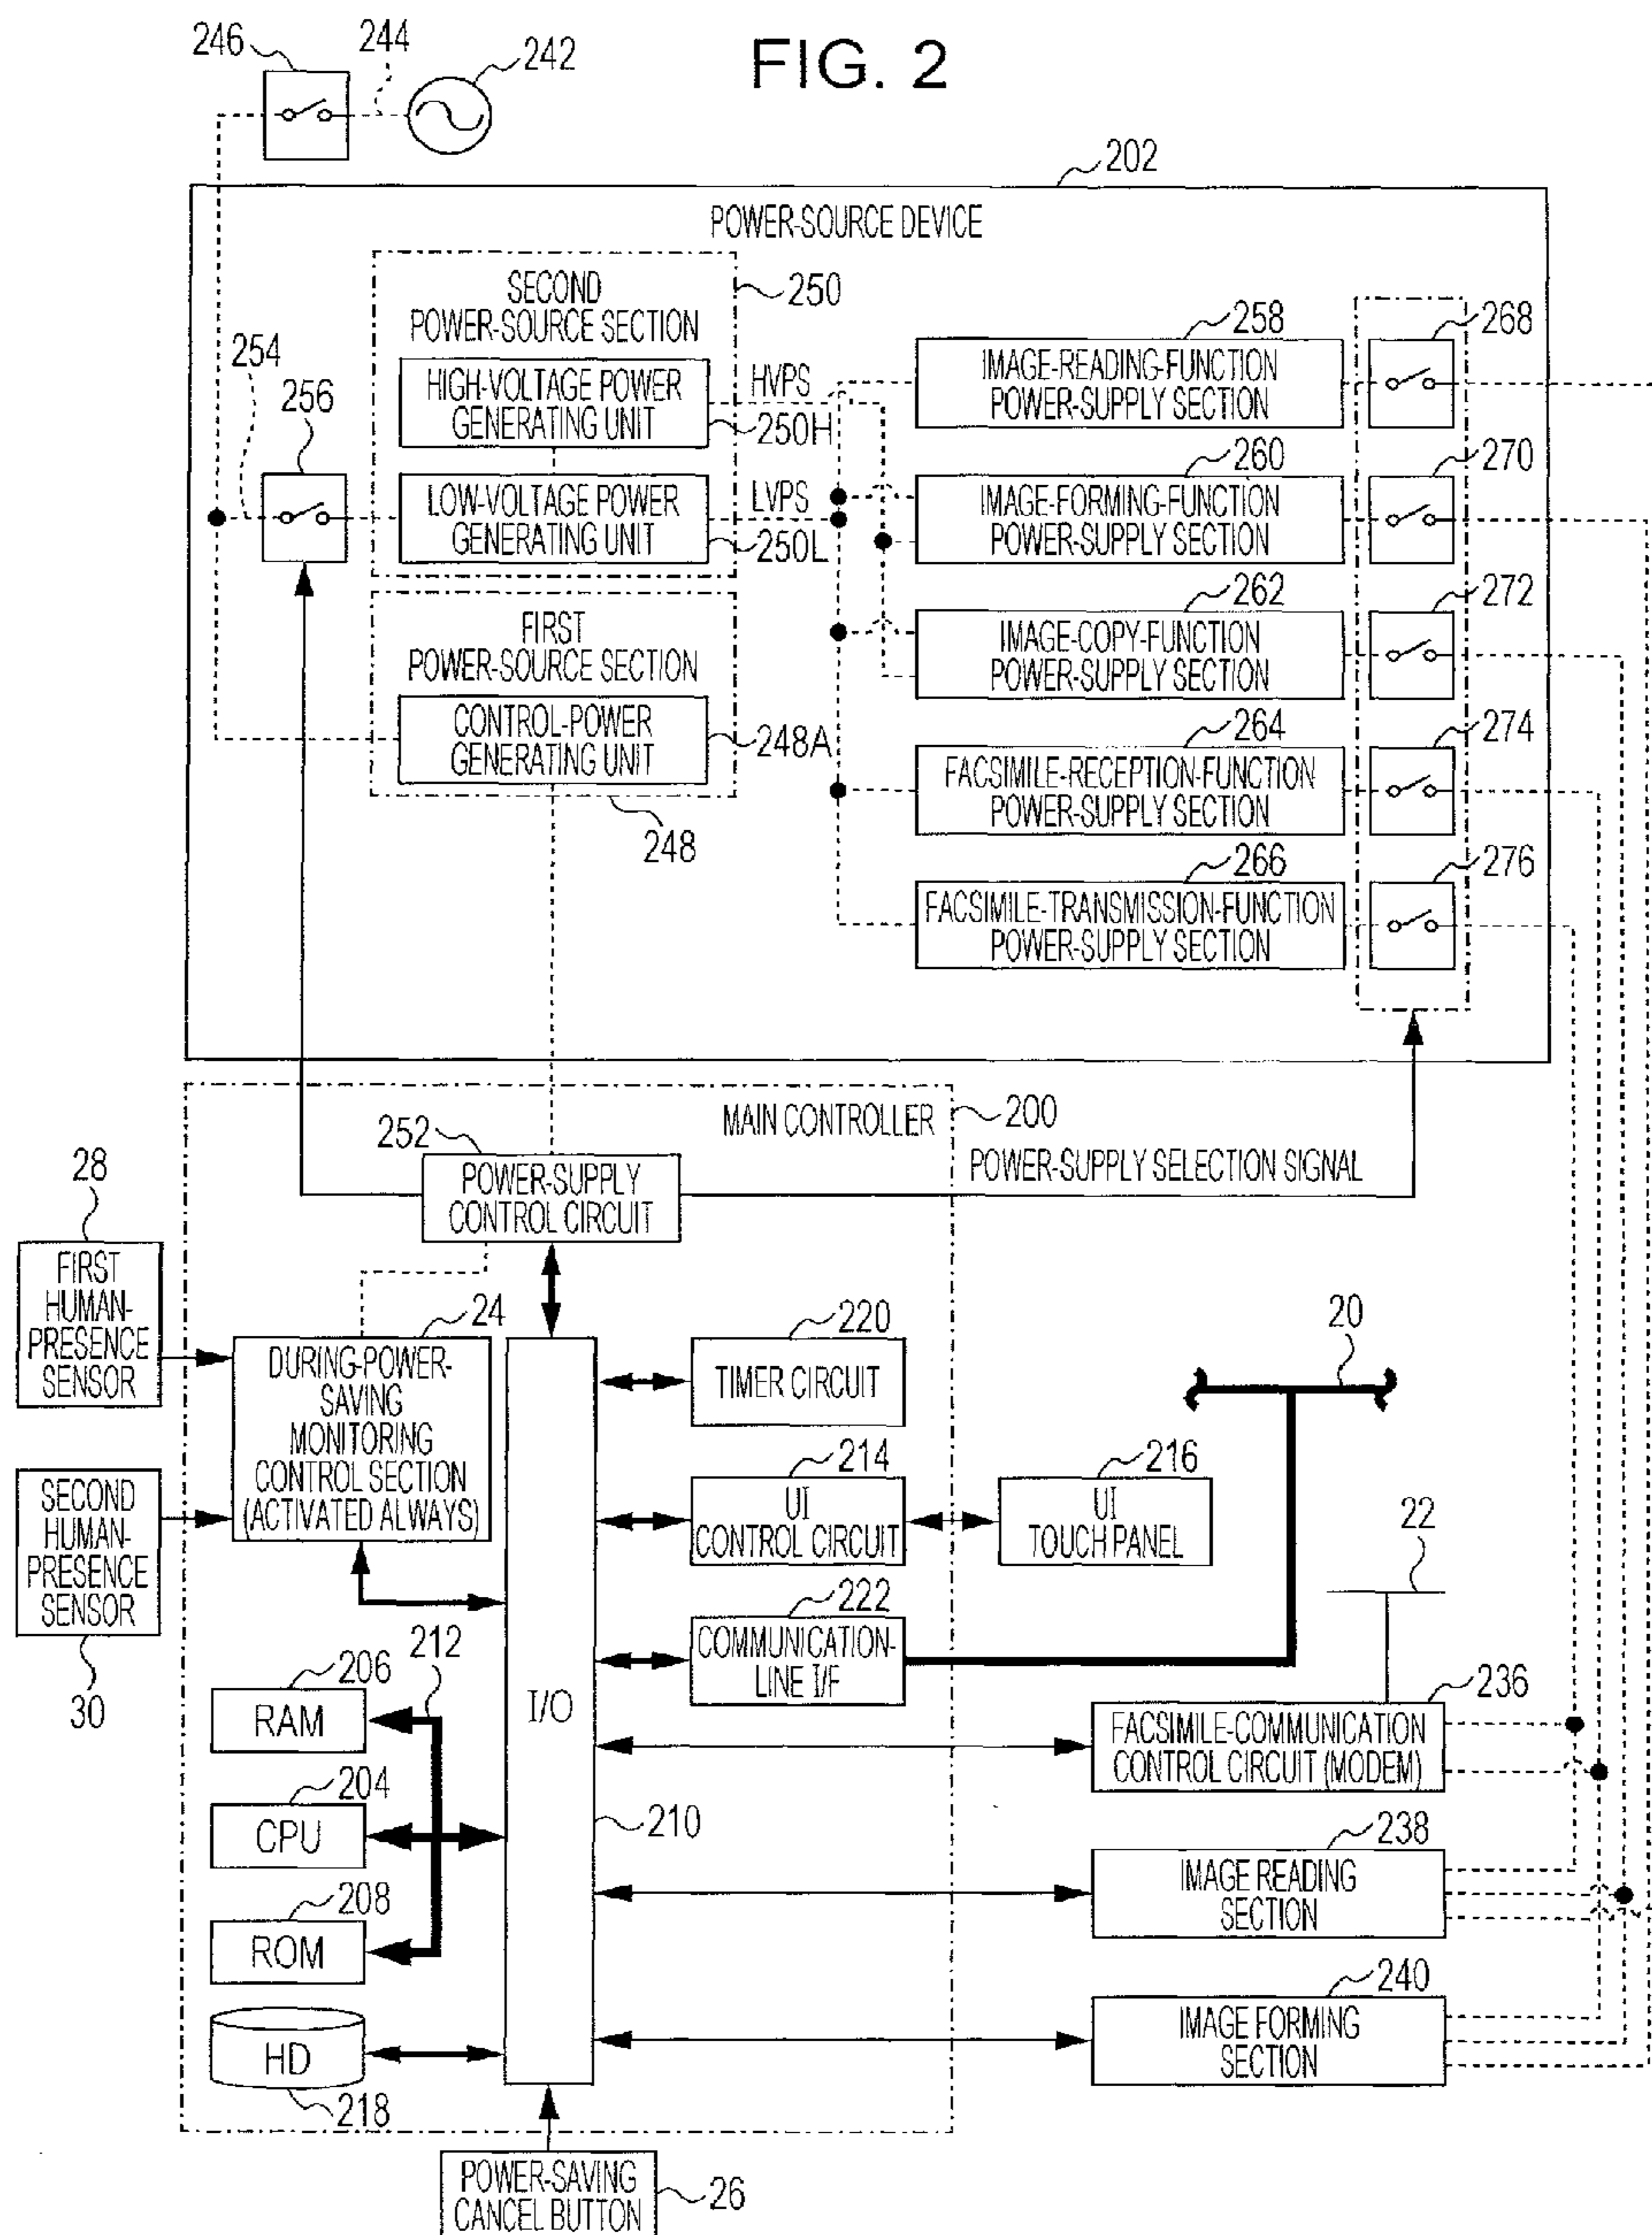 FIG. 2
246
244
242
202
POWER-SOURCE DEVICE
SECOND
POWER-SOURCE SECTION
250
254
256
HIGH-VOLTAGE POWER
GENERATING UNIT
HVPS
250H
LOW-VOLTAGE POWER
GENERATING UNIT
LVPS
250L
FIRST
POWER-SOURCE SECTION
CONTROL-POWER
GENERATING UNIT
248A
248
258
IMAGE-READING-FUNCTION
POWER-SUPPLY SECTION
268
260
IMAGE-FORMING-FUNCTION
POWER-SUPPLY SECTION
270
262
IMAGE-COPY-FUNCTION
POWER-SUPPLY SECTION
272
264
FACSIMILE-RECEPTION-FUNCTION
POWER-SUPPLY SECTION
274
266
FACSIMILE-TRANSMISSION-FUNCTION
POWER-SUPPLY SECTION
276
MAIN CONTROLLER
200
252
POWER-SUPPLY
CONTROL CIRCUIT
POWER-SUPPLY SELECTION SIGNAL
28
FIRST
HUMAN-
PRESENCE
SENSOR
24
DURING-POWER-
SAVING
MONITORING
CONTROL SECTION
(ACTIVATED ALWAYS)
SECOND
HUMAN-
PRESENCE
SENSOR
30
220
TIMER CIRCUIT
20
214
UI
CONTROL CIRCUIT
216
UI
TOUCH PANEL
22
222
COMMUNICATION-
LINE I/F
212
206
RAM
204
CPU
208
ROM
HD
218
I/O
210
236
FACSIMILE-COMMUNICATION
CONTROL CIRCUIT (MODEM)
238
IMAGE READING
SECTION
240
IMAGE FORMING
SECTION
POWER-SAVING
CANCEL BUTTON
26